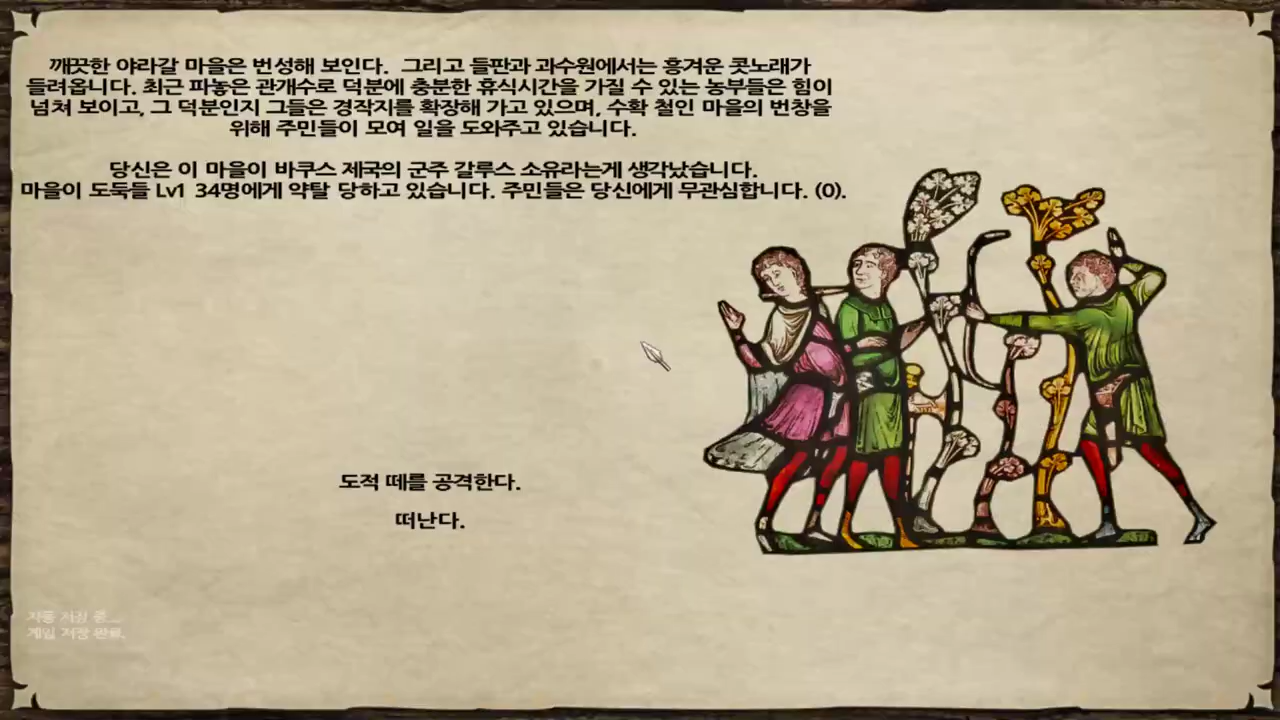 깨끗한 야라갈 마을은 번성해 보인다. 그리고 들판과 과수원에서는 흥겨운 콧노래가
들려옵니다. 최근 파놓은 관개수로 덕분에 충분한 휴식시간을 가질 수 있는 농부들은 힘이
넘쳐 보이고, 그 덕분인지 그들은 경작지를 확장해 가고 있으며, 수확 철인 마을의 번창을
위해 주민들이 모여 일을 도와주고 있습니다.
당신은 이 마을이 바쿠스 제국의 군주 갈루스 소유라는게 생각났습니다.
마을이 도둑들 Lv1 34명에게 약탈 당하고 있습니다. 주민들은 당신에게 무관심합니다. (0).
도적 떼를 공격한다.
떠난다.
자동 저장 중...
게임 저장 완료.